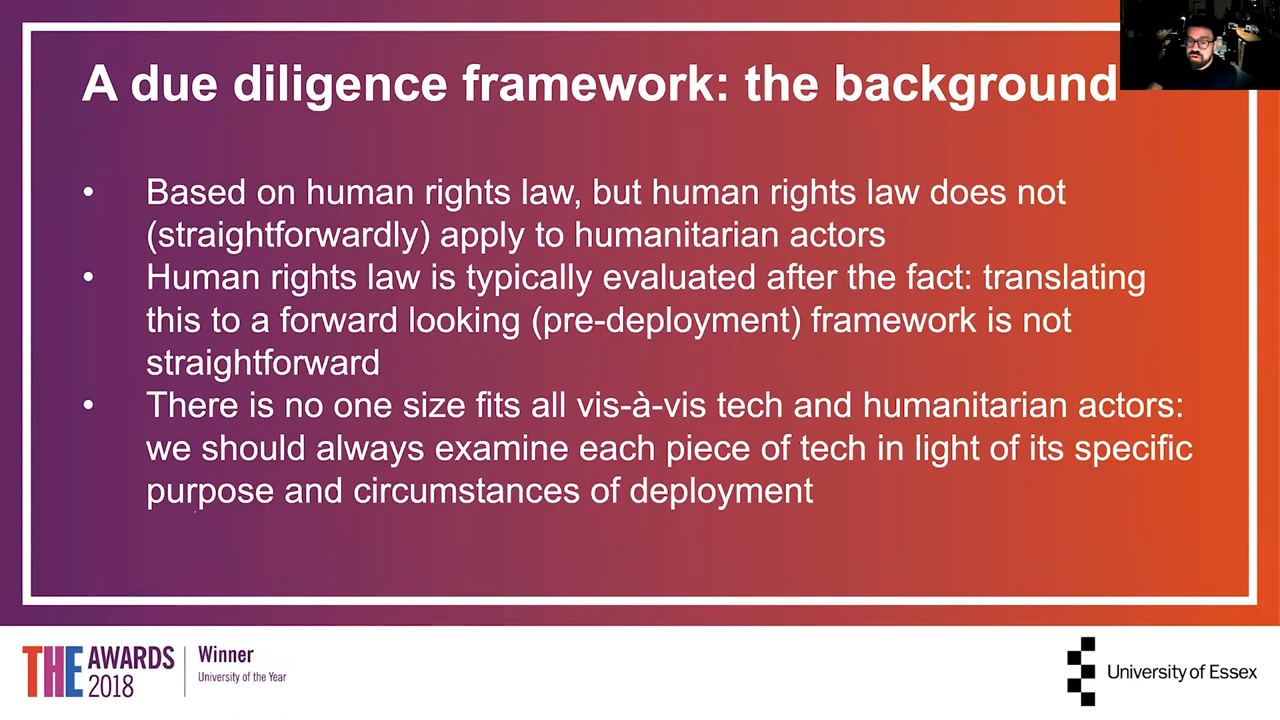 A due diligence framework: the background
• Based on human rights law, but human rights law does not
(straightforwardly) apply to humanitarian actors
• Human rights law is typically evaluated after the fact: translating
this to a forward looking (pre-deployment) framework is not
straightforward
• There is no one size fits all vis-à-vis tech and humanitarian actors:
we should always examine each piece of tech in light of its specific
purpose and circumstances of deployment
THE AWARDS
2018
Winner
University of the Year
University of Essex